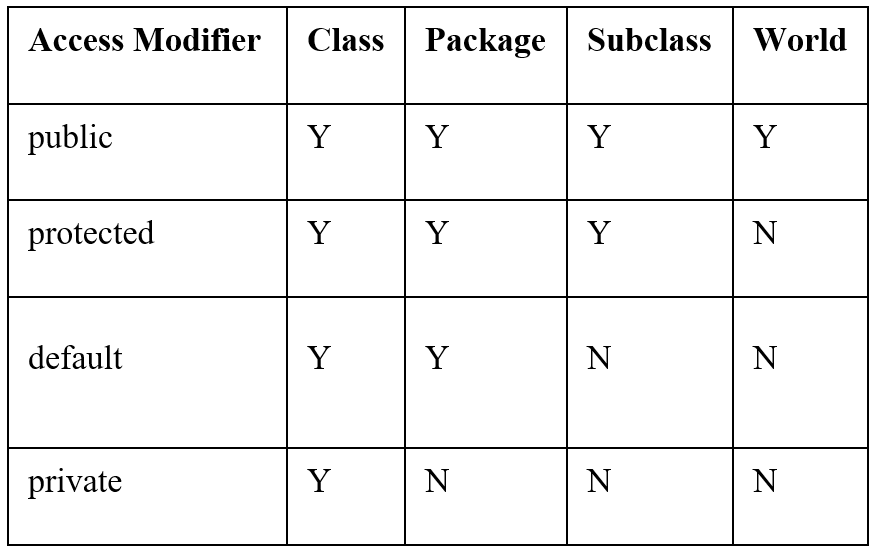 Access Modifier Class Package Subclass World
public Y Y Y Y
protected Y Y Y N
default Y Y N N
private Y N N N